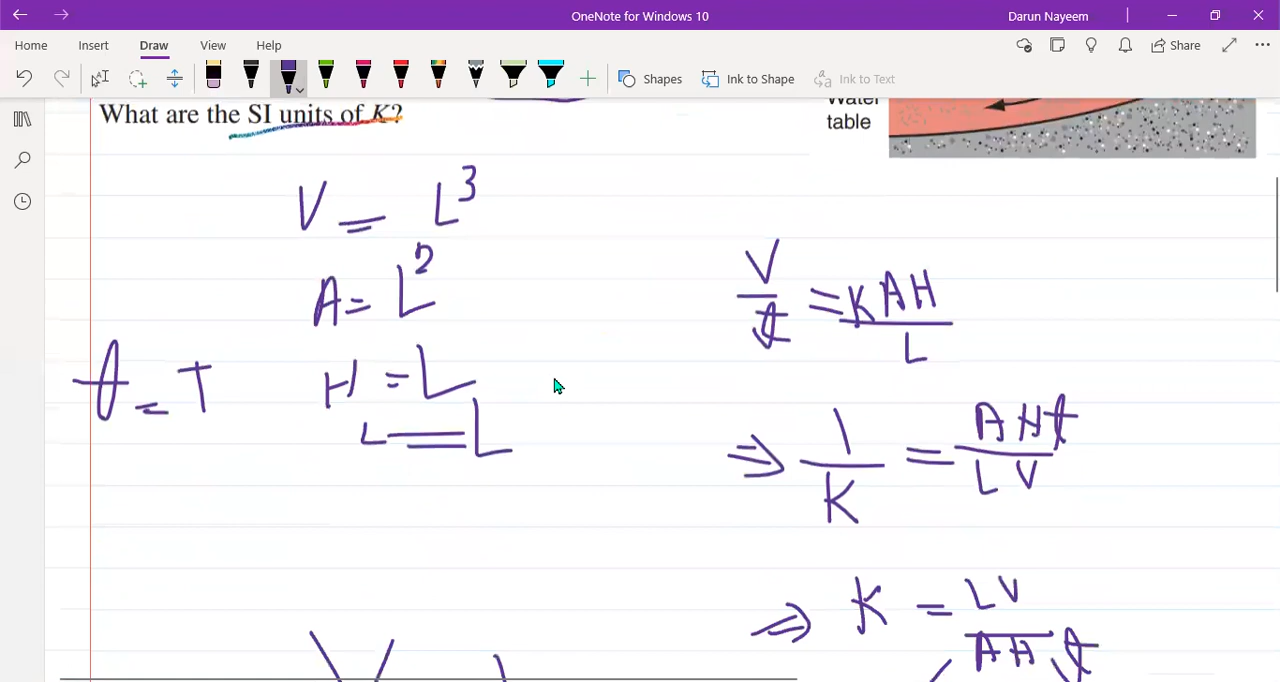 OneNote for Windows 10
Darun Nayeem
Home Insert Draw View Help
Share
Shapes
Ink to Shape
Ink to Text
What are the SI units of K?
Water
table
V = L³
A = L²
t = T
H = L
L = L
V/t = KAH/L
⇒ 1/K = AHt/LV
⇒ K = LV/AHt